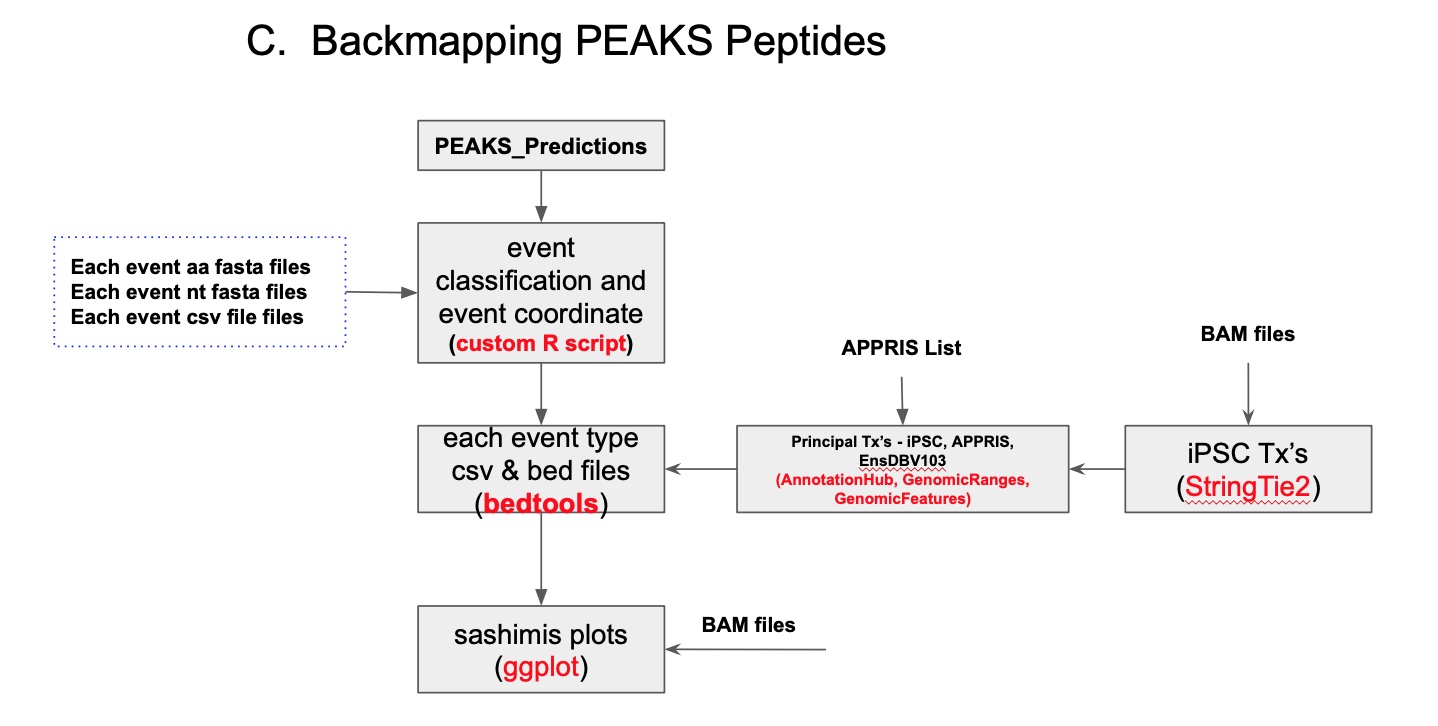 C. Backmapping PEAKS Peptides
PEAKS_Predictions
event
classification and
event coordinate
(custom R script)
Each event aa fasta files
Each event nt fasta files
Each event csv file files
APPRIS List
BAM files
each event type
csv & bed files
(bedtools)
Principal Tx’s - iPSC, APPRIS,
EnsDBV103
(AnnotationHub, GenomicRanges,
GenomicFeatures)
iPSC Tx’s
(StringTie2)
sashimis plots
(ggplot)
BAM files